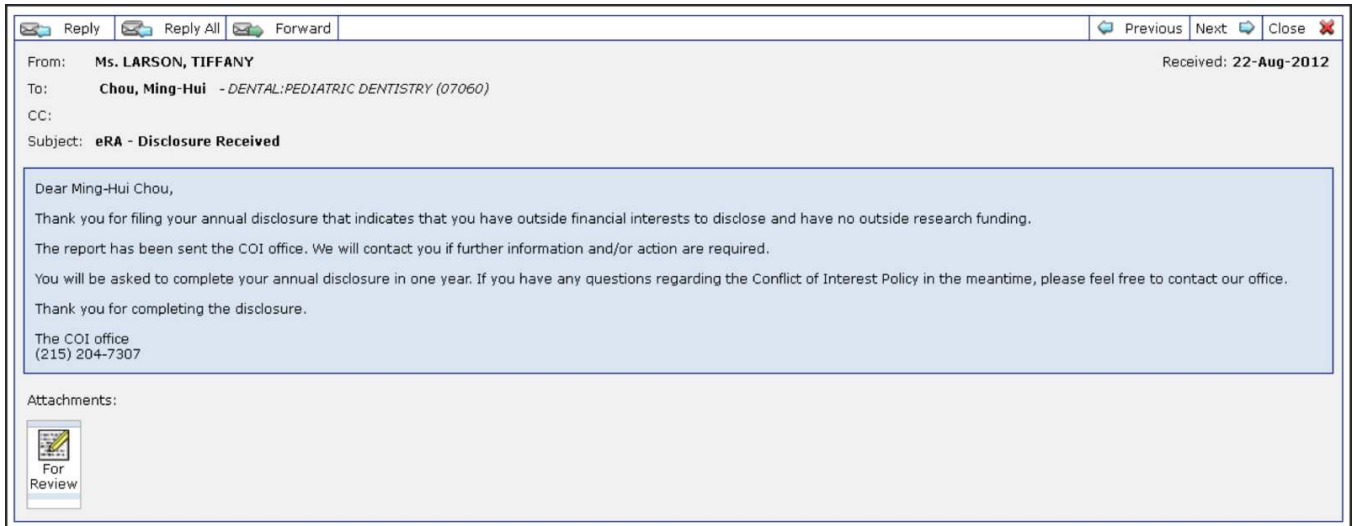 Reply Reply All Forward Previous Next Close
From: Ms. LARSON, TIFFANY Received: 22-Aug-2012
To: Chou, Ming-Hui - DENTAL:PEDIATRIC DENTISTRY (07060)
CC:
Subject: eRA - Disclosure Received
Dear Ming-Hui Chou,
Thank you for filing your annual disclosure that indicates that you have outside financial interests to disclose and have no outside research funding.
The report has been sent the COI office. We will contact you if further information and/or action are required.
You will be asked to complete your annual disclosure in one year. If you have any questions regarding the Conflict of Interest Policy in the meantime, please feel free to contact our office.
Thank you for completing the disclosure.
The COI office
(215) 204-7307
Attachments:
For
Review